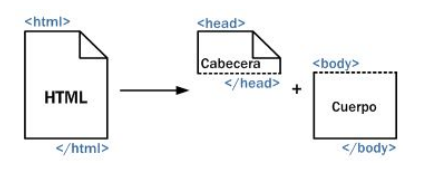 <html>
HTML
</html>
<head>
Cabecera
</head>
+
<body>
Cuerpo
</body>